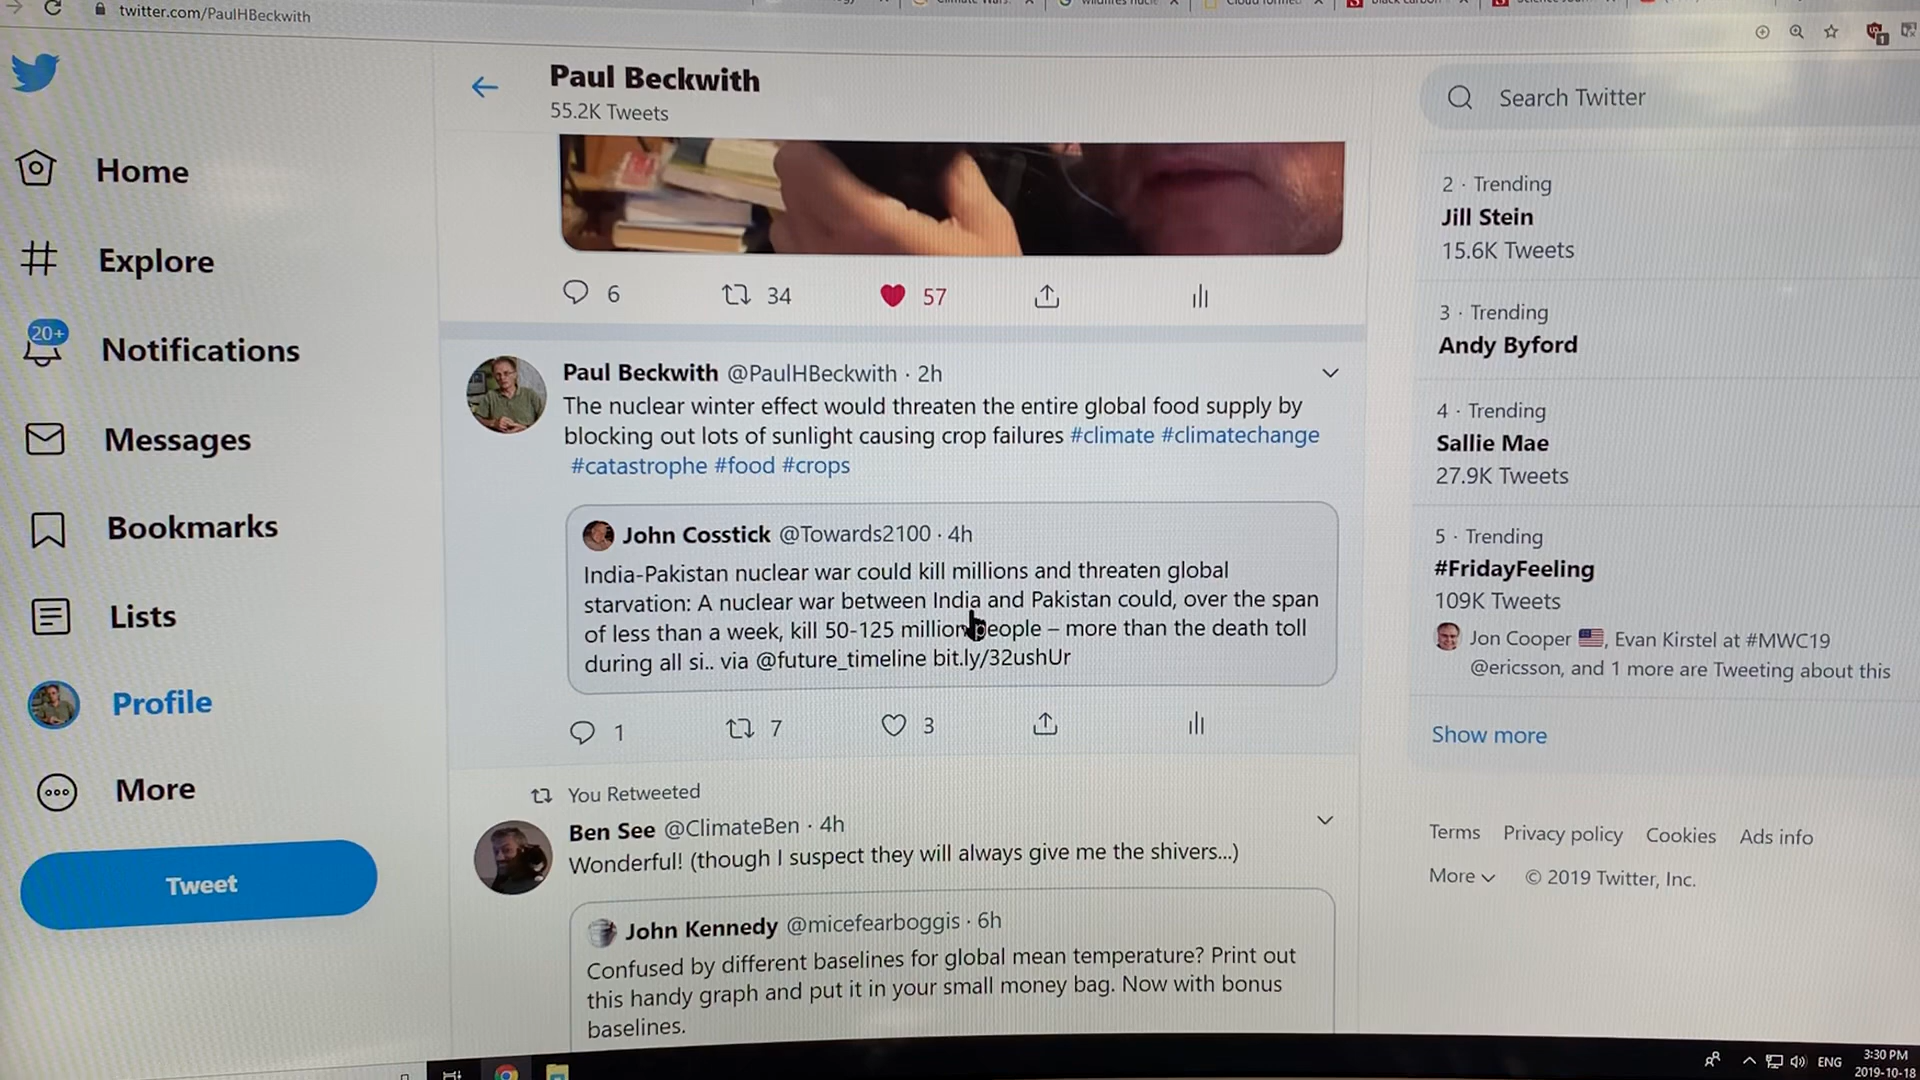 twitter.com/PaulHBeckwith
Paul Beckwith
55.2K Tweets
Search Twitter
Home
Explore
20+
Notifications
Messages
Bookmarks
Lists
Profile
More
Tweet
6 34 57
Paul Beckwith @PaulHBeckwith · 2h
The nuclear winter effect would threaten the entire global food supply by
blocking out lots of sunlight causing crop failures #climate #climatechange
#catastrophe #food #crops
John Cosstick @Towards2100 · 4h
India-Pakistan nuclear war could kill millions and threaten global
starvation: A nuclear war between India and Pakistan could, over the span
of less than a week, kill 50-125 million people – more than the death toll
during all si.. via @future_timeline bit.ly/32ushUr
1 7 3
You Retweeted
Ben See @ClimateBen · 4h
Wonderful! (though I suspect they will always give me the shivers...)
John Kennedy @micefearboggis · 6h
Confused by different baselines for global mean temperature? Print out
this handy graph and put it in your small money bag. Now with bonus
baselines.
2 · Trending
Jill Stein
15.6K Tweets
3 · Trending
Andy Byford
4 · Trending
Sallie Mae
27.9K Tweets
5 · Trending
#FridayFeeling
109K Tweets
Jon Cooper 🇺🇸, Evan Kirstel at #MWC19
@ericsson, and 1 more are Tweeting about this
Show more
Terms Privacy policy Cookies Ads info
More © 2019 Twitter, Inc.
ENG
3:30 PM
2019-10-18